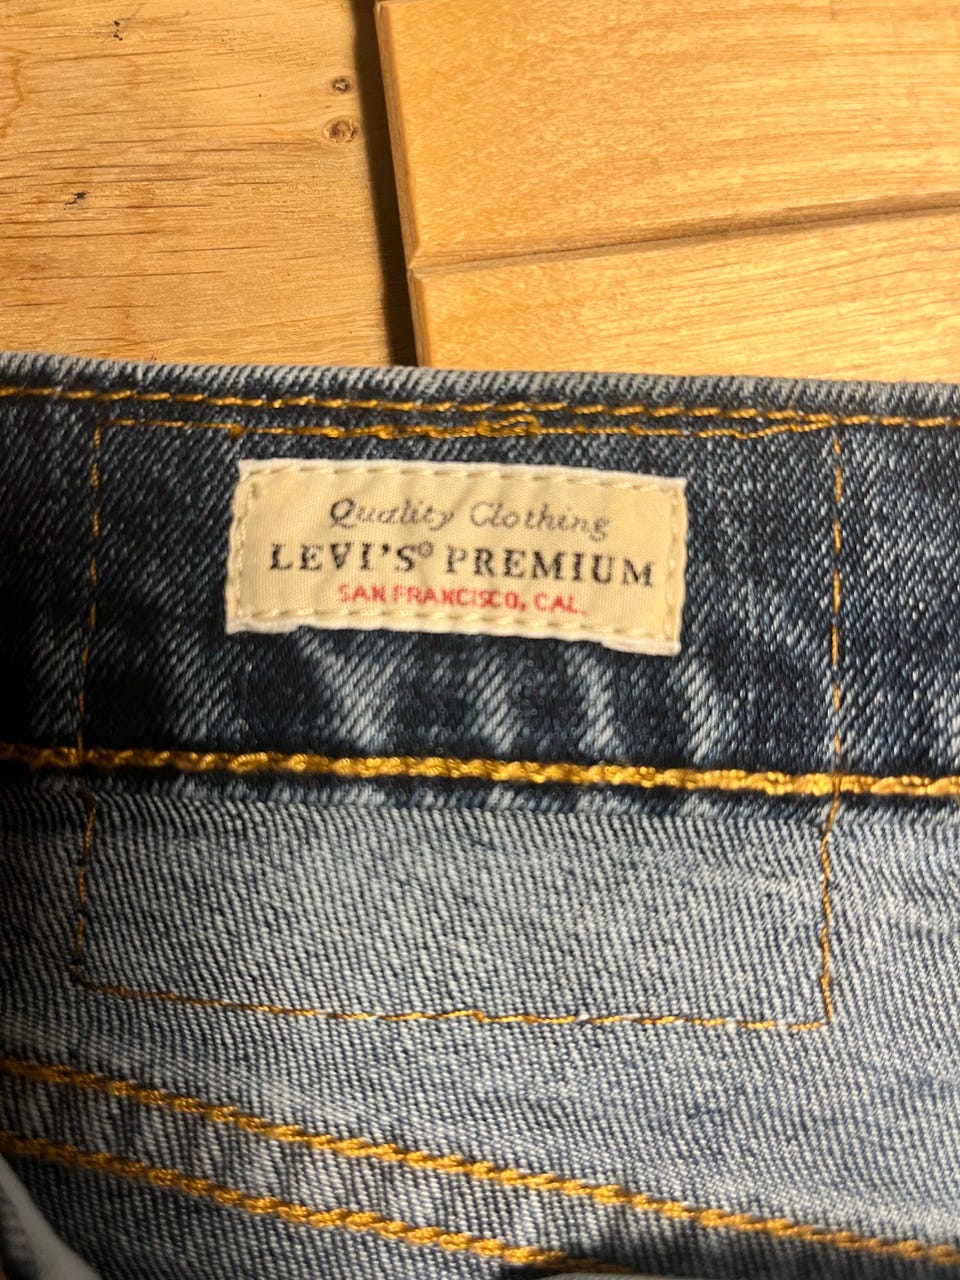 Quality Clothing
LEVI'S® PREMIUM
SAN FRANCISCO, CAL.